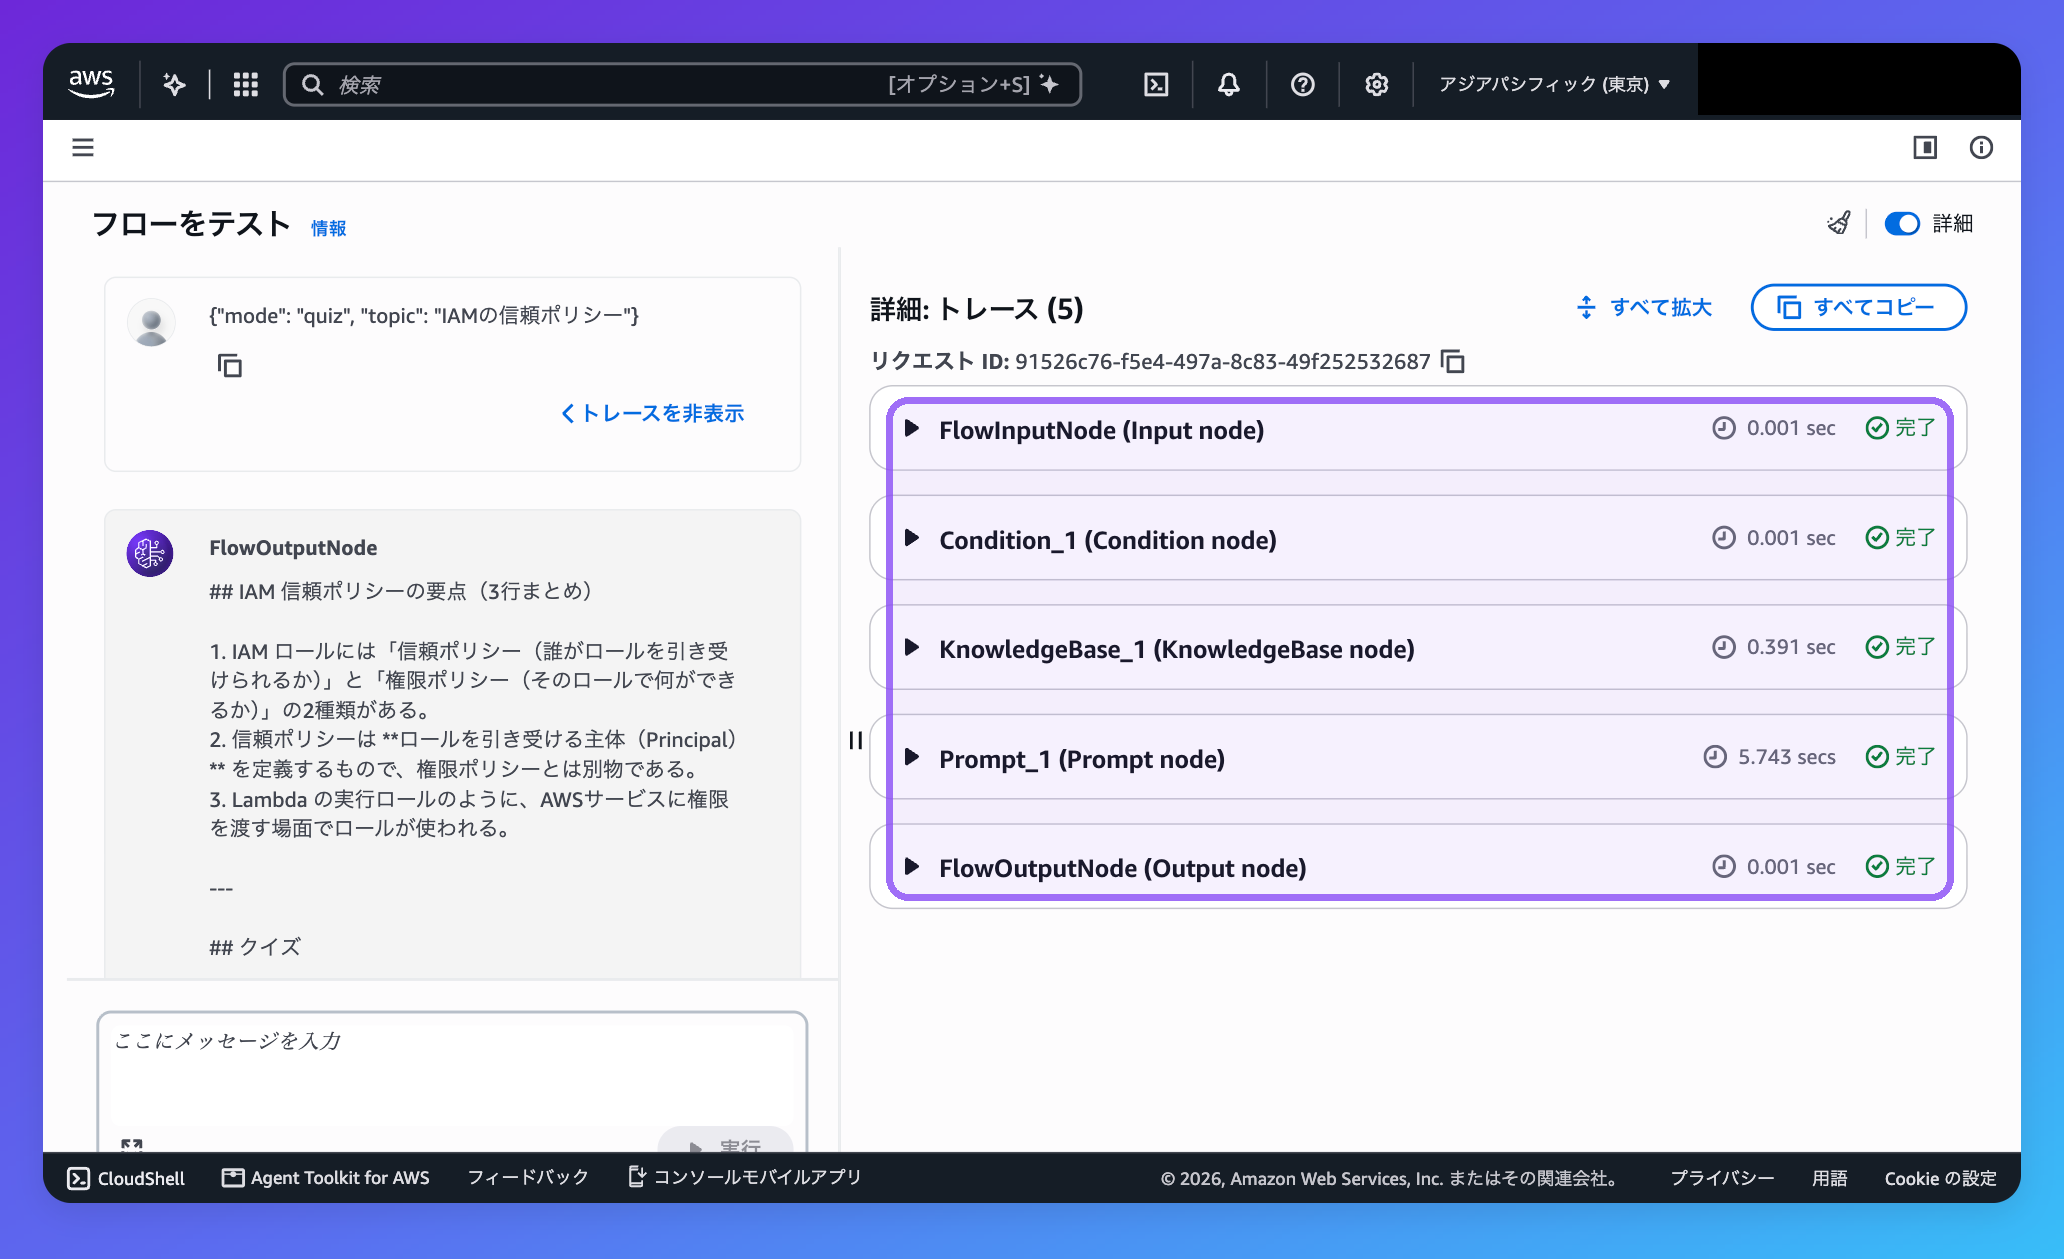 aws
検索 [オプション+S]
アジアパシフィック (東京) ▼
フローをテスト 情報
詳細
{"mode": "quiz", "topic": "IAMの信頼ポリシー"}
トレースを非表示
FlowOutputNode
## IAM 信頼ポリシーの要点（3行まとめ）
1. IAM ロールには「信頼ポリシー（誰がロールを引き受
けられるか）」と「権限ポリシー（そのロールで何ができ
るか）」の2種類がある。
2. 信頼ポリシーは **ロールを引き受ける主体（Principal）
** を定義するもので、権限ポリシーとは別物である。
3. Lambda の実行ロールのように、AWSサービスに権限
を渡す場面でロールが使われる。
---
## クイズ
ここにメッセージを入力
実行
詳細: トレース (5)
すべて拡大
すべてコピー
リクエスト ID: 91526c76-f5e4-497a-8c83-49f252532687
FlowInputNode (Input node) 0.001 sec 完了
Condition_1 (Condition node) 0.001 sec 完了
KnowledgeBase_1 (KnowledgeBase node) 0.391 sec 完了
Prompt_1 (Prompt node) 5.743 secs 完了
FlowOutputNode (Output node) 0.001 sec 完了
CloudShell Agent Toolkit for AWS フィードバック コンソールモバイルアプリ © 2026, Amazon Web Services, Inc. またはその関連会社。 プライバシー 用語 Cookie の設定